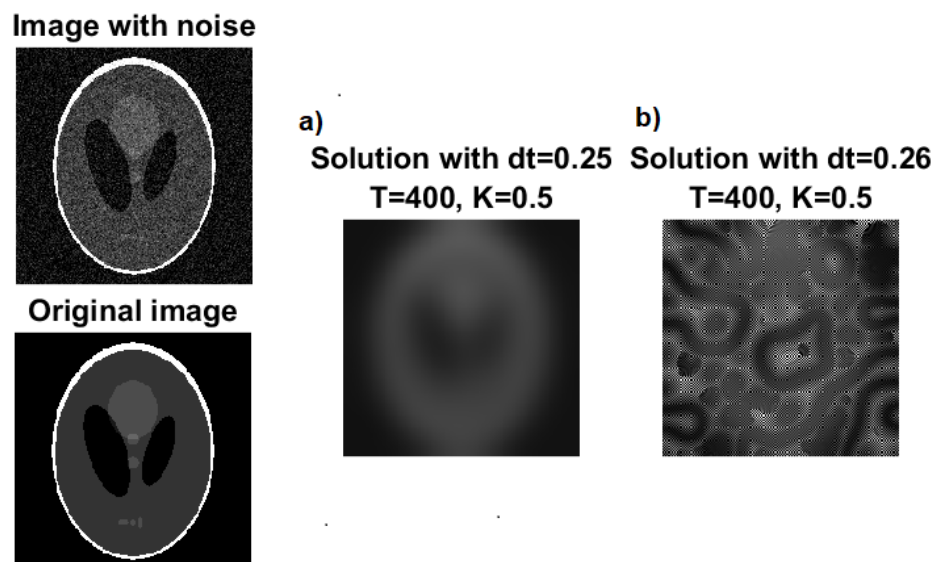 Image with noise
Original image
a)
Solution with dt=0.25
T=400, K=0.5
b)
Solution with dt=0.26
T=400, K=0.5